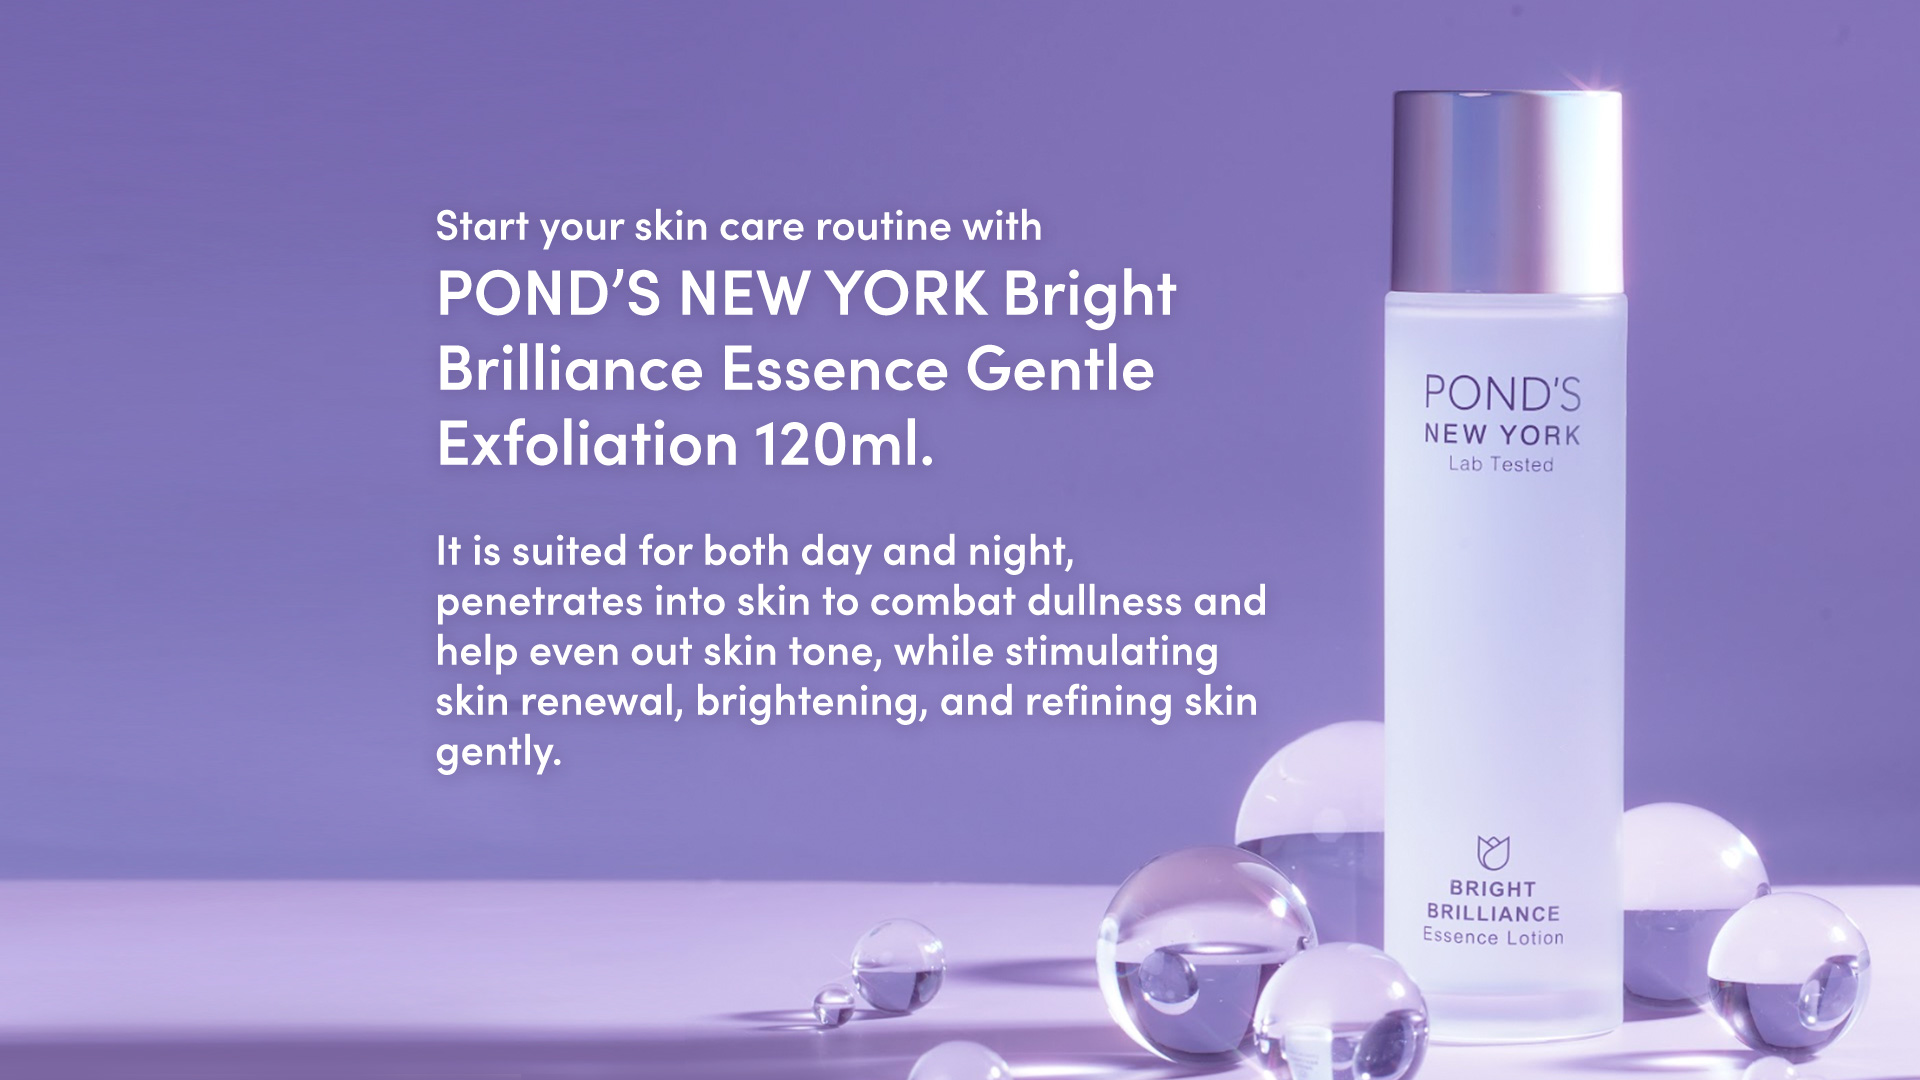 Start your skin care routine with
POND’S NEW YORK Bright
Brilliance Essence Gentle
Exfoliation 120ml.
It is suited for both day and night,
penetrates into skin to combat dullness and
help even out skin tone, while stimulating
skin renewal, brightening, and refining skin
gently.
POND'S
NEW YORK
Lab Tested
BRIGHT
BRILLIANCE
Essence Lotion